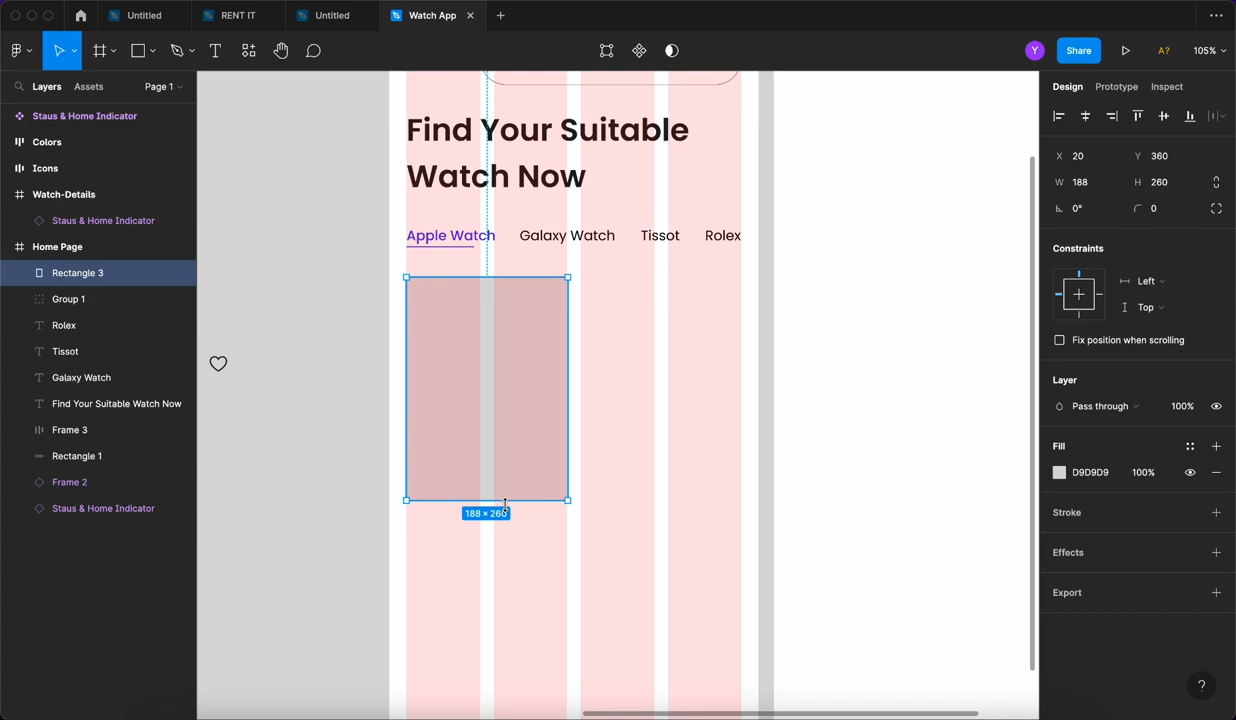 Untitled
RENT IT
Untitled
Watch App
Share
Y
A?
105%
Layers
Assets
Page 1
Staus & Home Indicator
Colors
Icons
Watch-Details
Staus & Home Indicator
Home Page
Rectangle 3
Group 1
Rolex
Tissot
Galaxy Watch
Find Your Suitable Watch Now
Frame 3
Rectangle 1
Frame 2
Staus & Home Indicator
Find Your Suitable
Watch Now
Apple Watch
Galaxy Watch
Tissot
Rolex
188 × 260
Design
Prototype
Inspect
X 20
Y 360
W 188
H 260
0°
0
Constraints
Left
Top
Fix position when scrolling
Layer
Pass through
100%
Fill
D9D9D9
100%
Stroke
Effects
Export
?